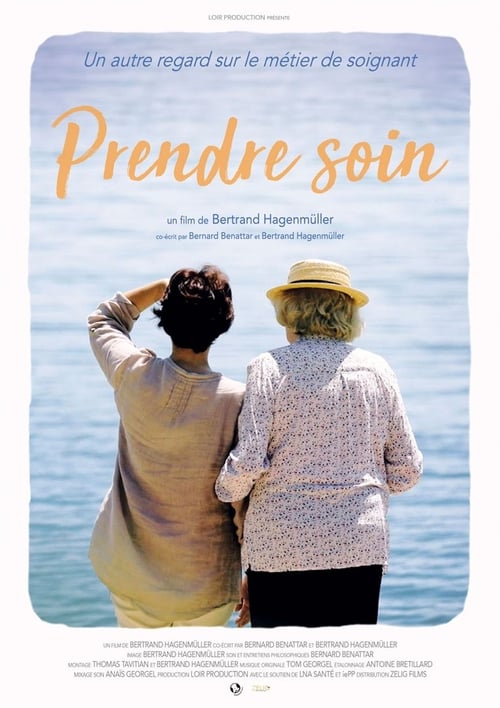 LOIR PRODUCTION PRÉSENTE
Un autre regard sur le métier de soignant
Prendre soin
un film de Bertrand Hagenmüller
co-écrit par Bernard Benattar et Bertrand Hagenmüller
UN FILM DE BERTRAND HAGENMÜLLER CO-ÉCRIT PAR BERNARD BENATTAR ET BERTRAND HAGENMÜLLER
IMAGE BERTRAND HAGENMÜLLER SON ET ENTRETIENS PHILOSOPHIQUES BERNARD BENATTAR
MONTAGE THOMAS TAVITIAN ET BERTRAND HAGENMÜLLER MUSIQUE ORIGINALE TOM GEORGEL ÉTALONNAGE ANTOINE BRETILLARD
MIXAGE SON ANAÏS GEORGEL PRODUCTION LOIR PRODUCTION AVEC LE SOUTIEN DE LNA SANTÉ ET iePP DISTRIBUTION ZELIG FILMS
ZELIG